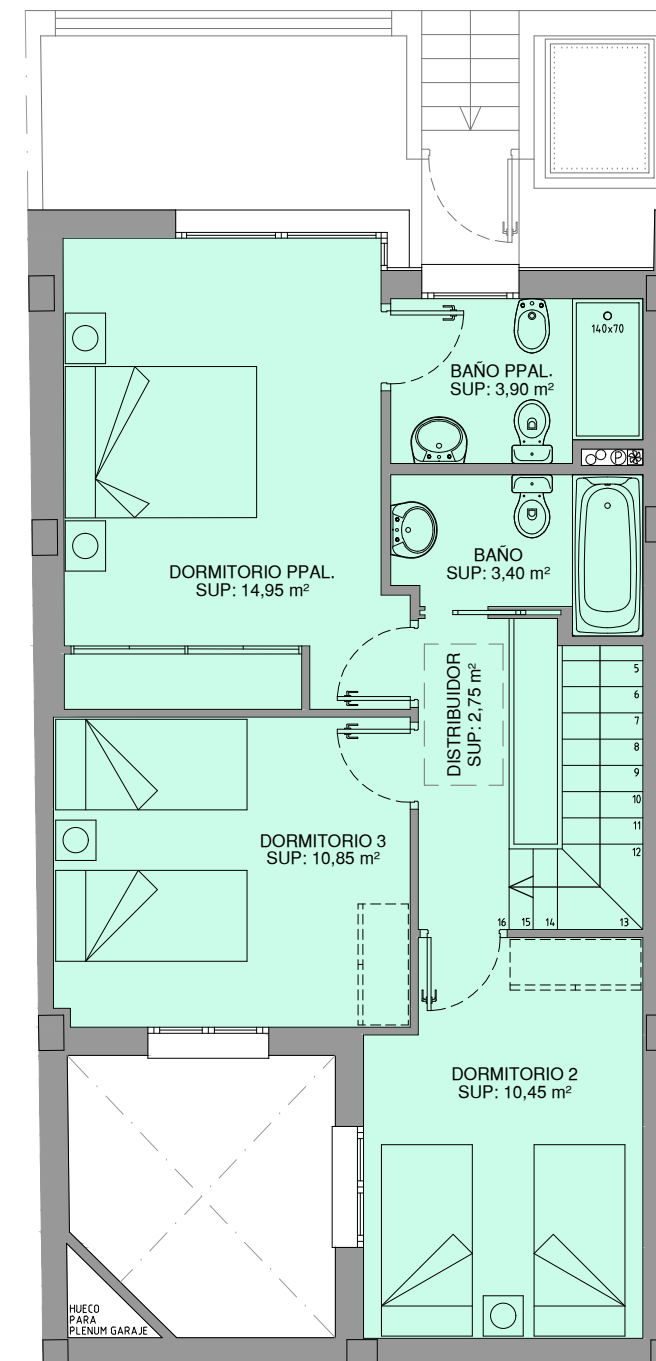 140x70
BAÑO PPAL.
SUP: 3,90 m²
P
BAÑO
SUP: 3,40 m²
DORMITORIO PPAL.
SUP: 14,95 m²
DISTRIBUIDOR
SUP: 2,75 m²
5
6
7
8
9
10
11
12
13
14
15
16
DORMITORIO 3
SUP: 10,85 m²
DORMITORIO 2
SUP: 10,45 m²
HUECO
PARA
PLENUM GARAJE